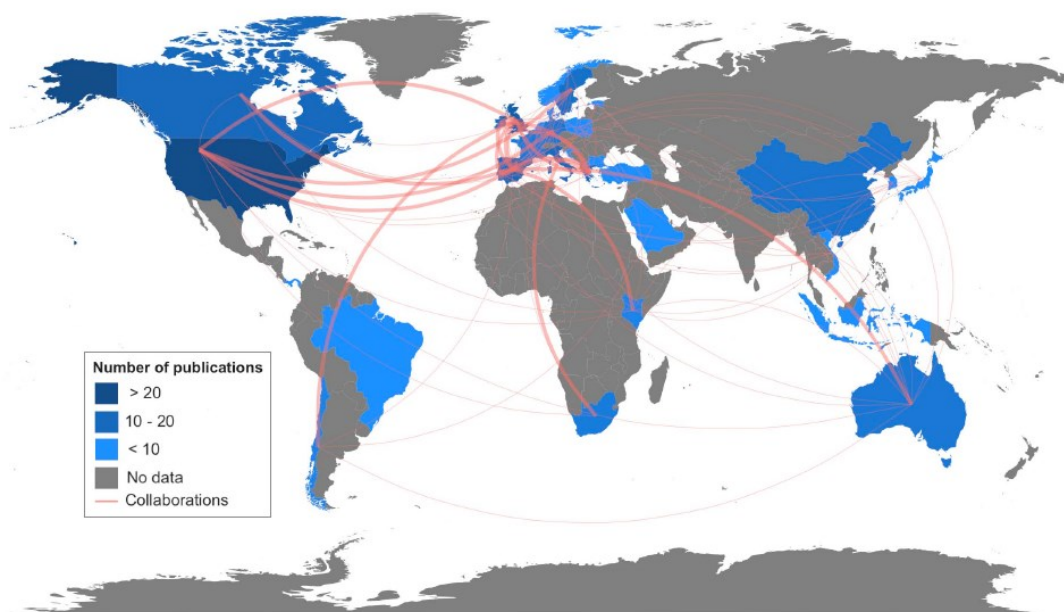 Number of publications
> 20
10 - 20
< 10
No data
Collaborations